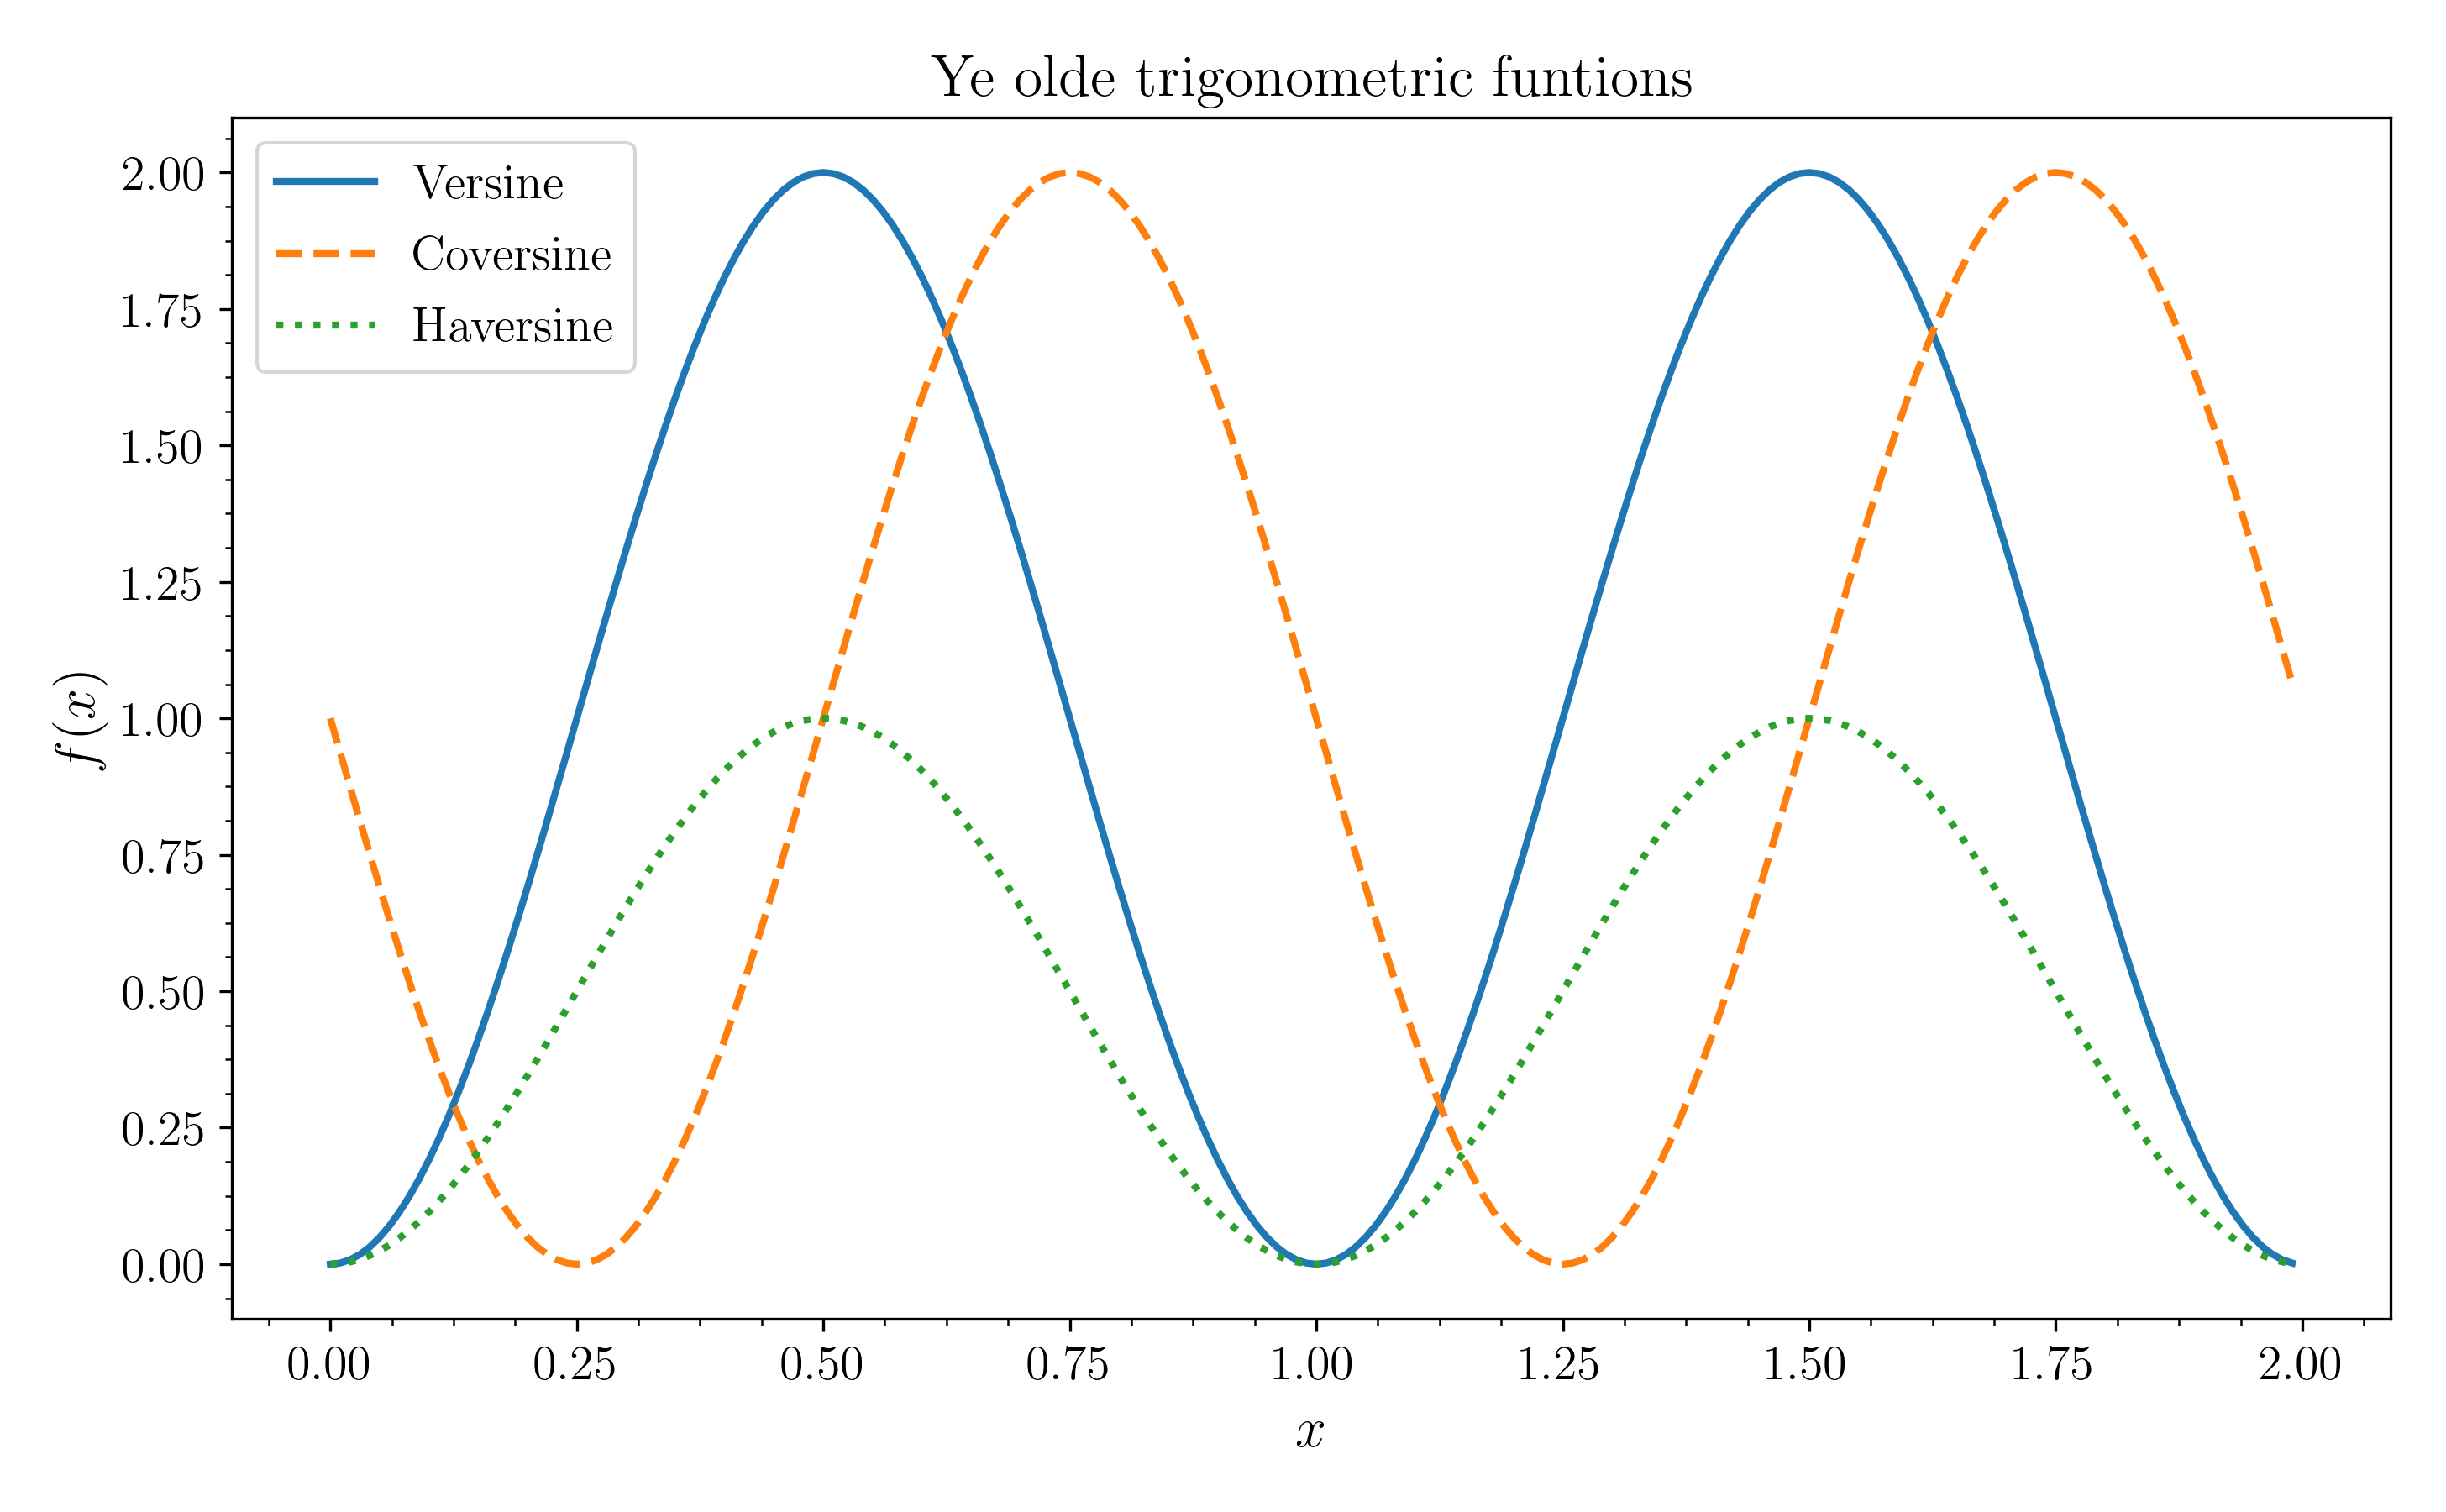 Ye olde trigonometric funtions
Versine
Coversine
Haversine
f(x)
2.00
1.75
1.50
1.25
1.00
0.75
0.50
0.25
0.00
0.00 0.25 0.50 0.75 1.00 1.25 1.50 1.75 2.00
x